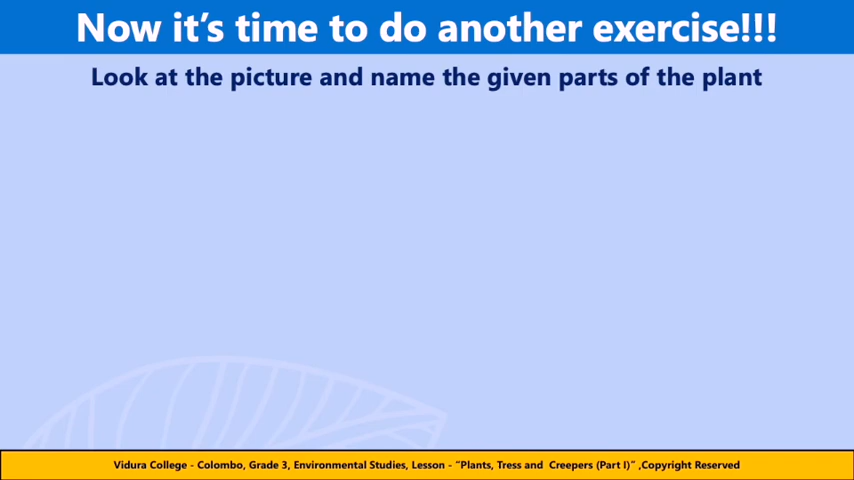 Now it’s time to do another exercise!!!
Look at the picture and name the given parts of the plant
Vidura College - Colombo, Grade 3, Environmental Studies, Lesson - “Plants, Tress and Creepers (Part I)” ,Copyright Reserved